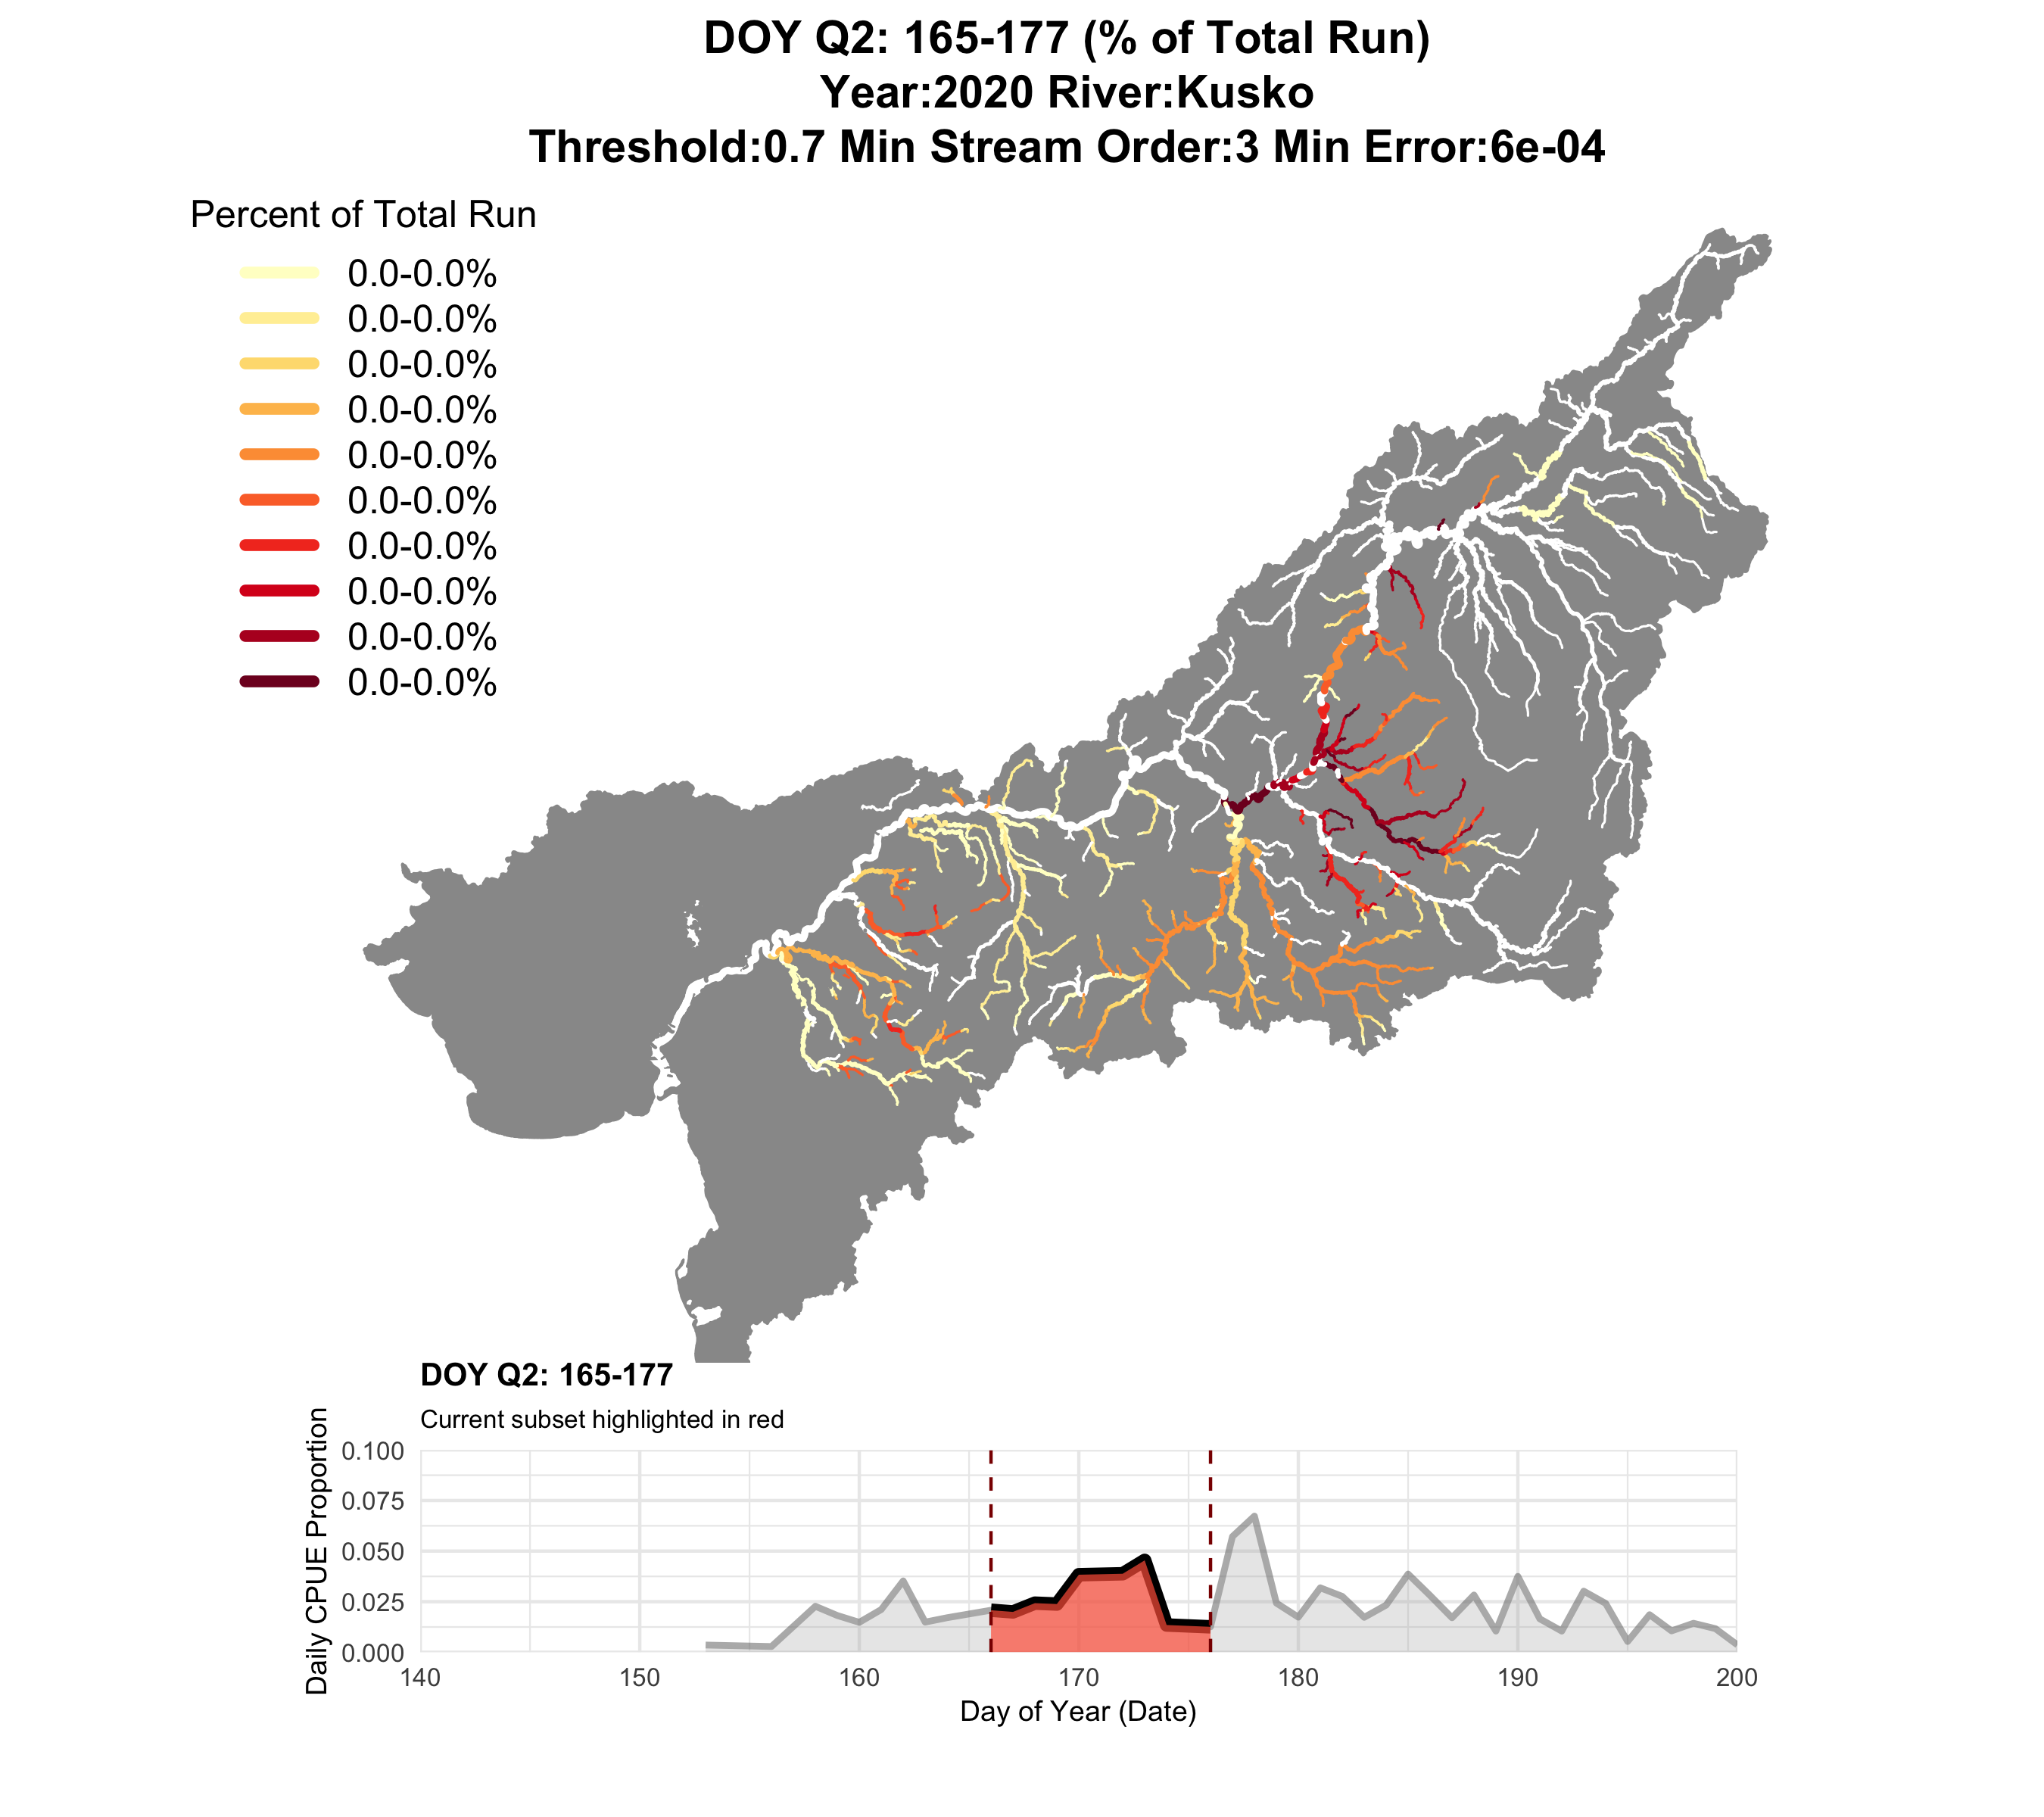 DOY Q2: 165-177 (% of Total Run)
Year:2020 River:Kusko
Threshold:0.7 Min Stream Order:3 Min Error:6e-04
Percent of Total Run
0.0-0.0%
0.0-0.0%
0.0-0.0%
0.0-0.0%
0.0-0.0%
0.0-0.0%
0.0-0.0%
0.0-0.0%
0.0-0.0%
0.0-0.0%
DOY Q2: 165-177
Current subset highlighted in red
Daily CPUE Proportion
0.100
0.075
0.050
0.025
0.000
140 150 160 170 180 190 200
Day of Year (Date)